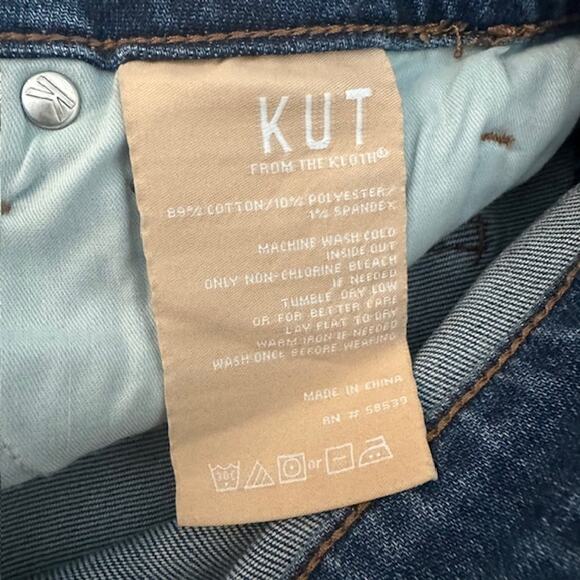 KUT
FROM THE KLOTH®
89% COTTON/10% POLYESTER/
1% SPANDEX
MACHINE WASH COLD
INSIDE OUT
ONLY NON-CHLORINE BLEACH
IF NEEDED
TUMBLE DRY LOW
OR FOR BETTER CARE
LAY FLAT TO DRY
WARM IRON IF NEEDED
WASH ONCE BEFORE WEARING
MADE IN CHINA
RN # 58539
30C or
K